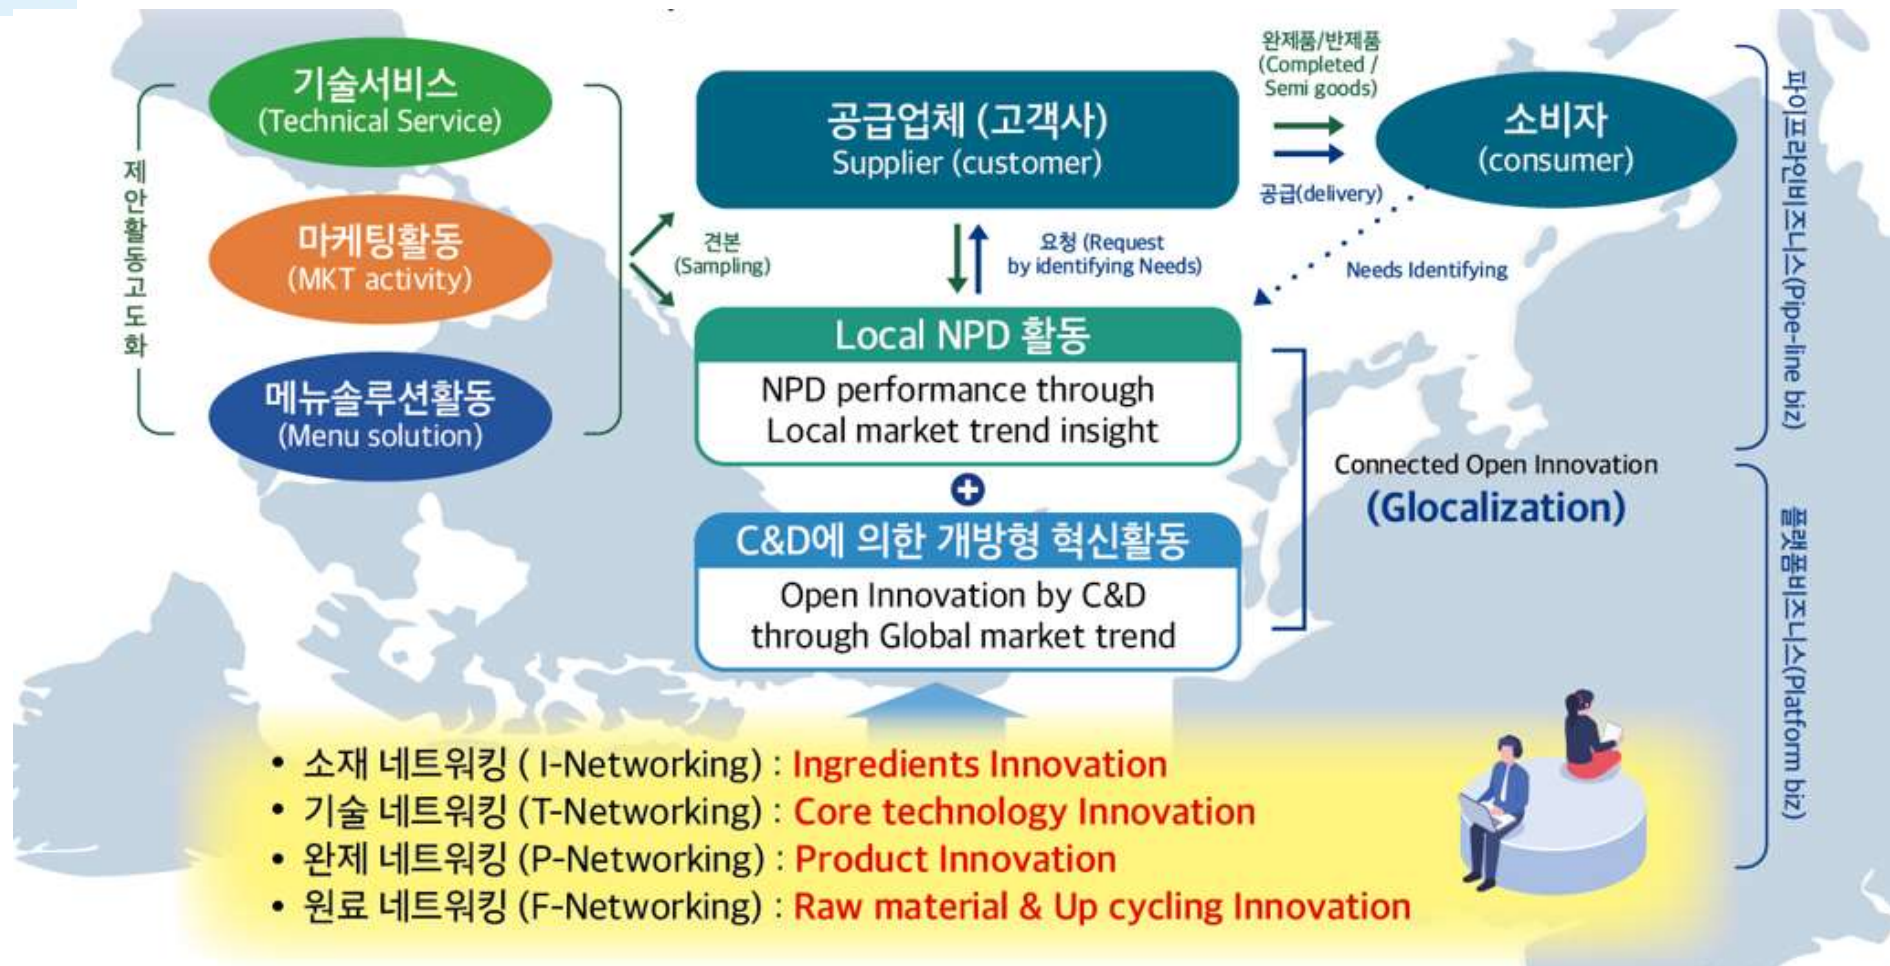 제안활동고도화
기술서비스
(Technical Service)
마케팅활동
(MKT activity)
메뉴솔루션활동
(Menu solution)
견본
(Sampling)
공급업체 (고객사)
Supplier (customer)
완제품/반제품
(Completed /
Semi goods)
공급(delivery)
소비자
(consumer)
요청 (Request
by identifying Needs)
Needs Identifying
Local NPD 활동
NPD performance through
Local market trend insight
C&D에 의한 개방형 혁신활동
Open Innovation by C&D
through Global market trend
Connected Open Innovation
(Glocalization)
파이프라인비즈니스(Pipe-line biz)
플랫폼비즈니스(Platform biz)
• 소재 네트워킹 ( I-Networking) : Ingredients Innovation
• 기술 네트워킹 (T-Networking) : Core technology Innovation
• 완제 네트워킹 (P-Networking) : Product Innovation
• 원료 네트워킹 (F-Networking) : Raw material & Up cycling Innovation